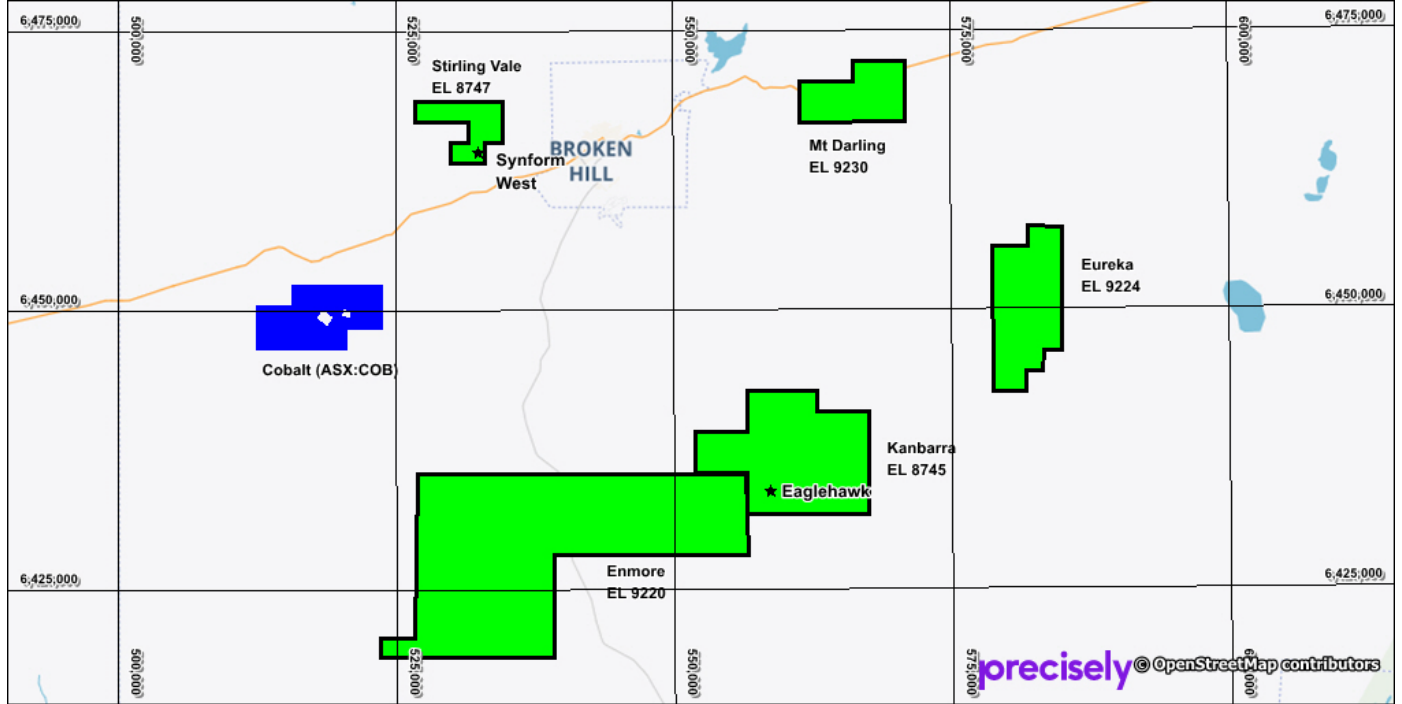 6,475,000
500,000
525,000
550,000
575,000
600,000
6,475,000
Stirling Vale
EL 8747
Synform
West
BROKEN
HILL
Mt Darling
EL 9230
Eureka
EL 9224
6,450,000
6,450,000
Cobalt (ASX:COB)
Kanbarra
EL 8745
Eaglehawk
Enmore
EL 9220
6,425,000
6,425,000
500,000
525,000
550,000
575,000
precisely
© OpenStreetMap contributors